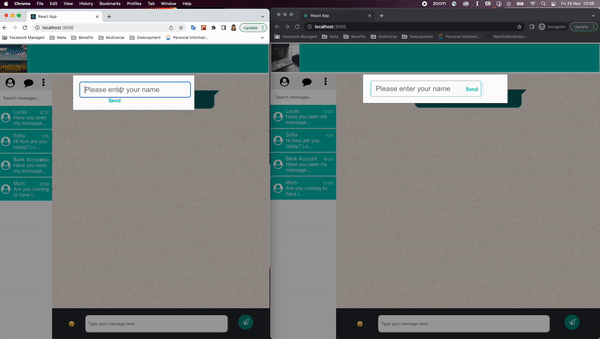 Chrome File Edit View History Bookmarks Profiles Tab Window Help
zoom
Fri 25 Nov 10:08
React App
localhost:3006
Update
Facebook Managed Meta Benefits Multiverse Development Personal Informati...
Please enter your name
Send
Search messages...
Lucas
Have you seen
my message...
Sofia
Hi how are you
today? Lo...
Bank Account
Have you seen
my message...
Mum
Are you coming
to have l...
Type your message here...
React App
localhost:3006
Incognito
Update
Facebook Managed Meta Benefits Multiverse Development Personal Informati...
Please enter your name
Send
Search messages...
Lucas
Have you seen
my message...
Sofia
Hi how are you
today? Lo...
Bank Account
Have you seen
my message...
Mum
Are you coming to
have l...
Type your message here...